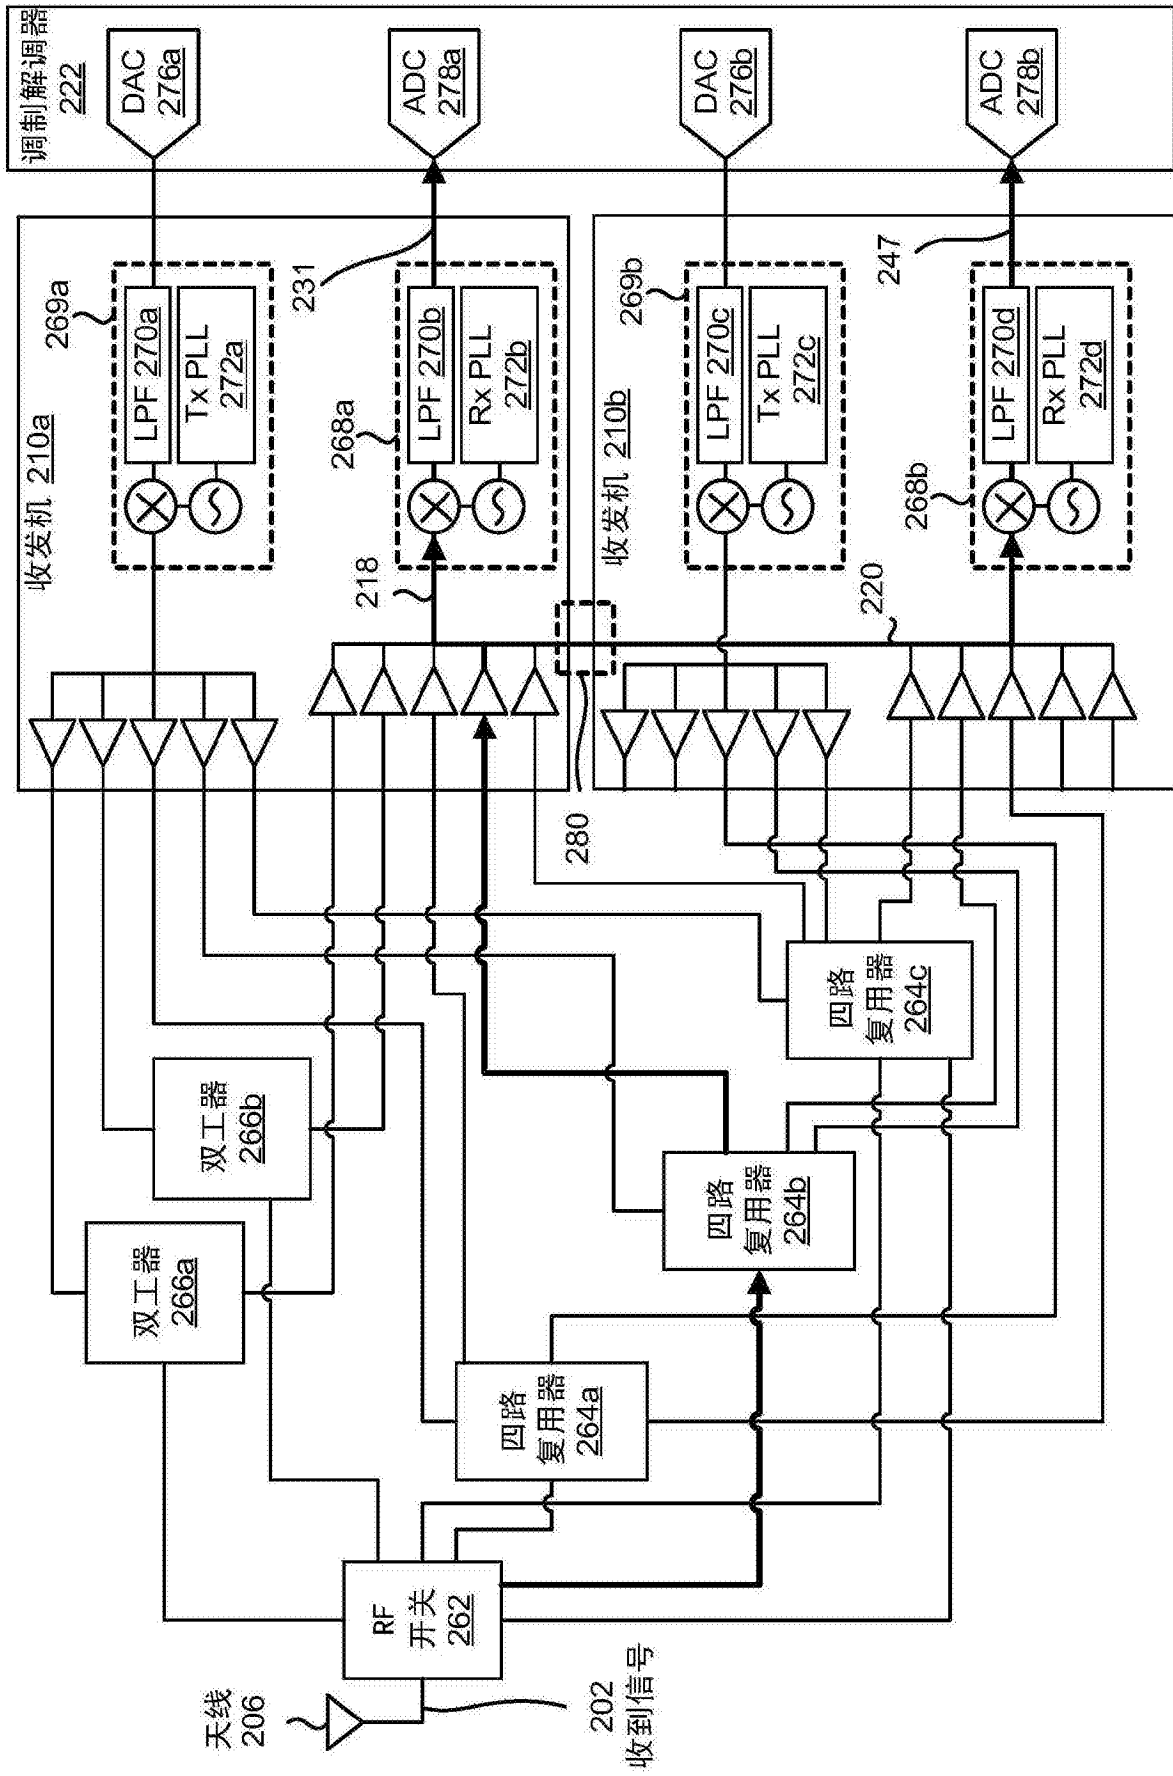 调制解调器
222
DAC
276a
ADC
278a
DAC
276b
ADC
278b
收发机 210a
269a
LPF 270a
Tx PLL
272a
231
268a
LPF 270b
Rx PLL
272b
218
收发机 210b
269b
LPF 270c
Tx PLL
272c
247
268b
LPF 270d
Rx PLL
272d
220
280
双工器
266a
双工器
266b
四路
复用器
264a
四路
复用器
264b
四路
复用器
264c
RF
开关
262
天线
206
202
收到信号